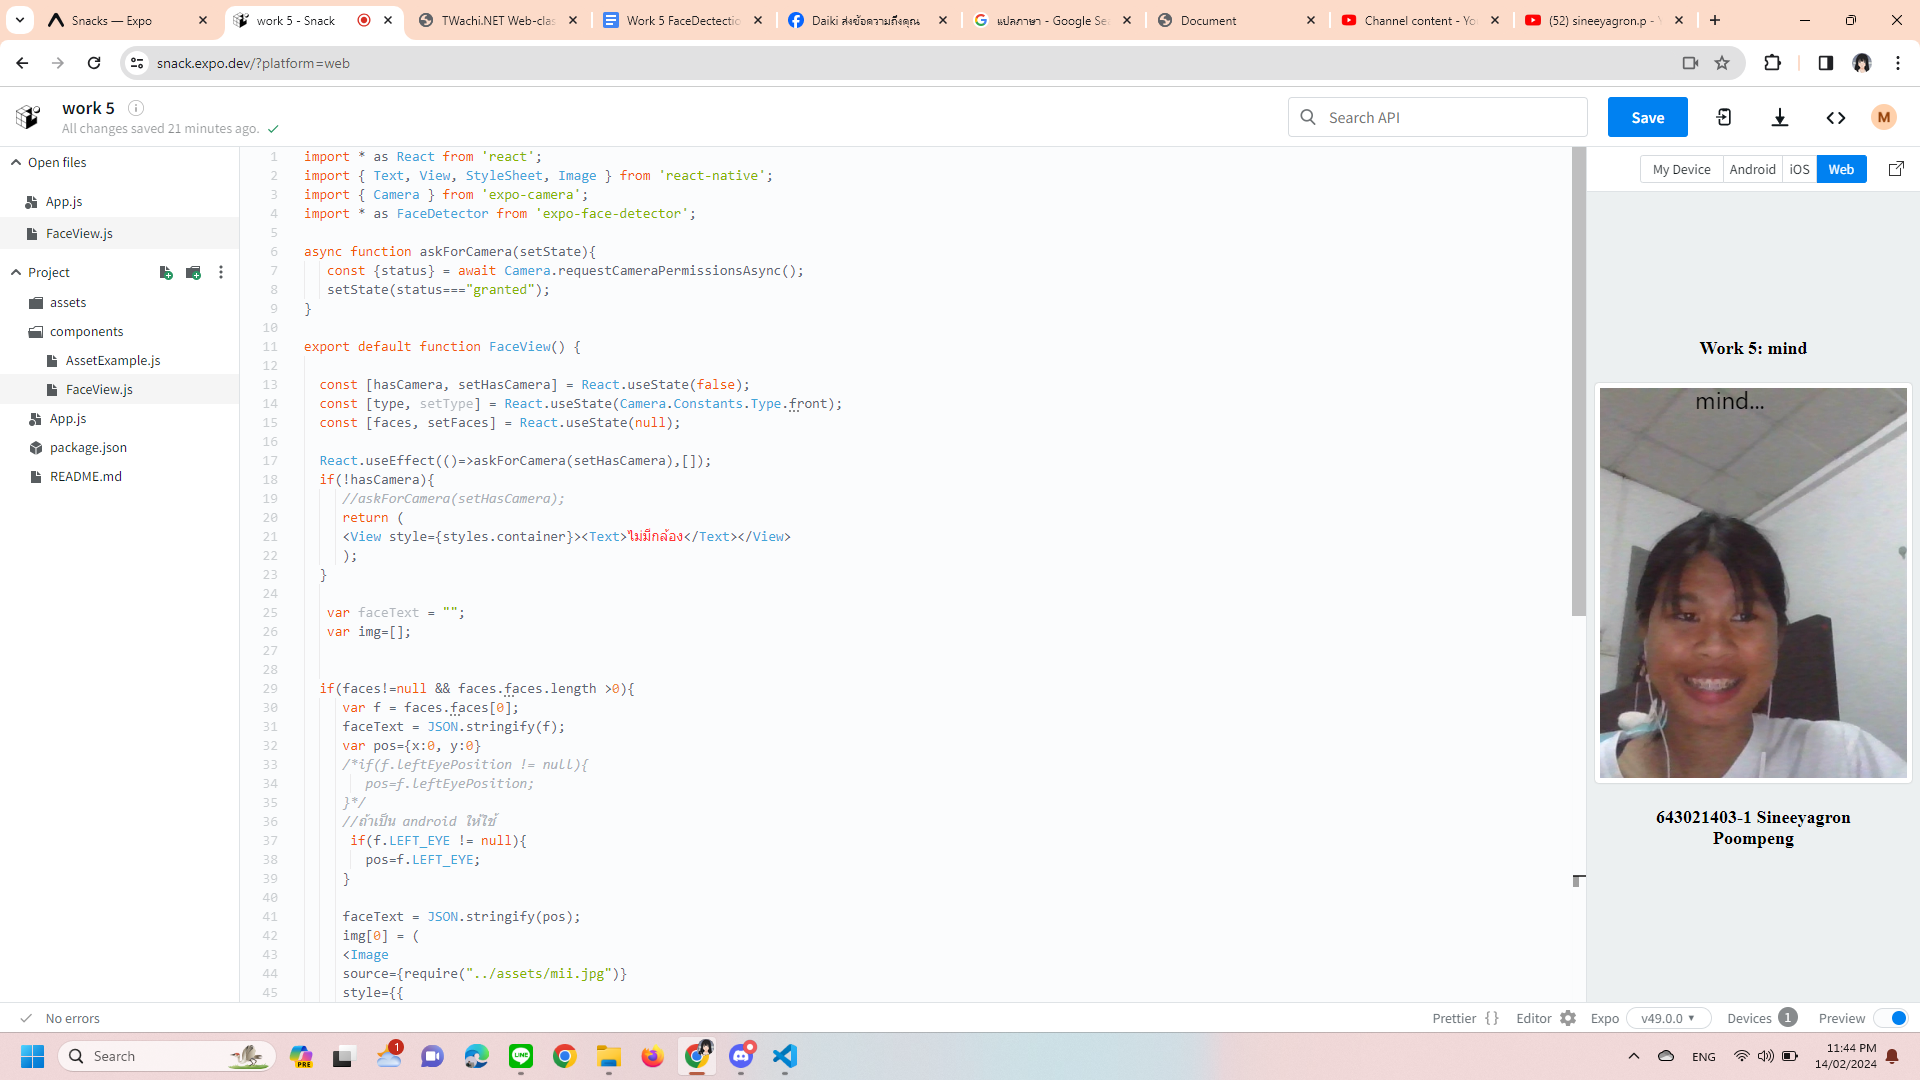 Snacks — Expo
work 5 - Snack
TWachi.NET Web-clas
Work 5 FaceDectectio
Daiki ส่งข้อความถึงคุณ
แปลภาษา - Google Sea
Document
Channel content - Yo
(52) sineeyagron.p - Y
snack.expo.dev/?platform=web
work 5
All changes saved 21 minutes ago.
Search API
Save
M
Open files
App.js
FaceView.js
Project
assets
components
AssetExample.js
FaceView.js
App.js
package.json
README.md
1 import * as React from 'react';
2 import { Text, View, StyleSheet, Image } from 'react-native';
3 import { Camera } from 'expo-camera';
4 import * as FaceDetector from 'expo-face-detector';
5
6 async function askForCamera(setState){
7 const {status} = await Camera.requestCameraPermissionsAsync();
8 setState(status==="granted");
9 }
10
11 export default function FaceView() {
12
13 const [hasCamera, setHasCamera] = React.useState(false);
14 const [type, setType] = React.useState(Camera.Constants.Type.front);
15 const [faces, setFaces] = React.useState(null);
16
17 React.useEffect(()=>askForCamera(setHasCamera),[]);
18 if(!hasCamera){
19 //askForCamera(setHasCamera);
20 return (
21 <View style={styles.container}><Text>ไม่มีกล้อง</Text></View>
22 );
23 }
24
25 var faceText = "";
26 var img=[];
27
28
29 if(faces!=null && faces.faces.length >0){
30 var f = faces.faces[0];
31 faceText = JSON.stringify(f);
32 var pos={x:0, y:0}
33 /*if(f.leftEyePosition != null){
34 pos=f.leftEyePosition;
35 }*/
36 //ถ้าเป็น android ให้ใช้
37 if(f.LEFT_EYE != null){
38 pos=f.LEFT_EYE;
39 }
40
41 faceText = JSON.stringify(pos);
42 img[0] = (
43 <Image
44 source={require("../assets/mii.jpg")}
45 style={{
My Device
Android
iOS
Web
Work 5: mind
mind...
643021403-1 Sineeyagron
Poompeng
No errors
Prettier { }
Editor
Expo
v49.0.0
Devices 1
Preview
Search
PRE
1
LINE
ENG
11:44 PM
14/02/2024